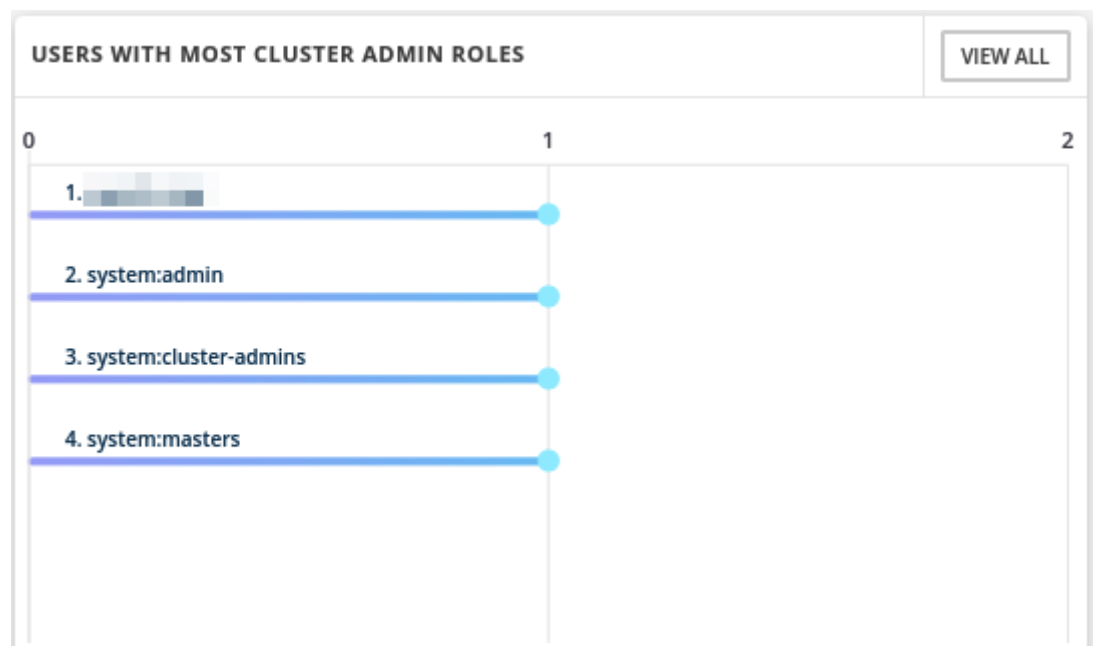 USERS WITH MOST CLUSTER ADMIN ROLES
VIEW ALL
0 1 2
1.
2. system:admin
3. system:cluster-admins
4. system:masters